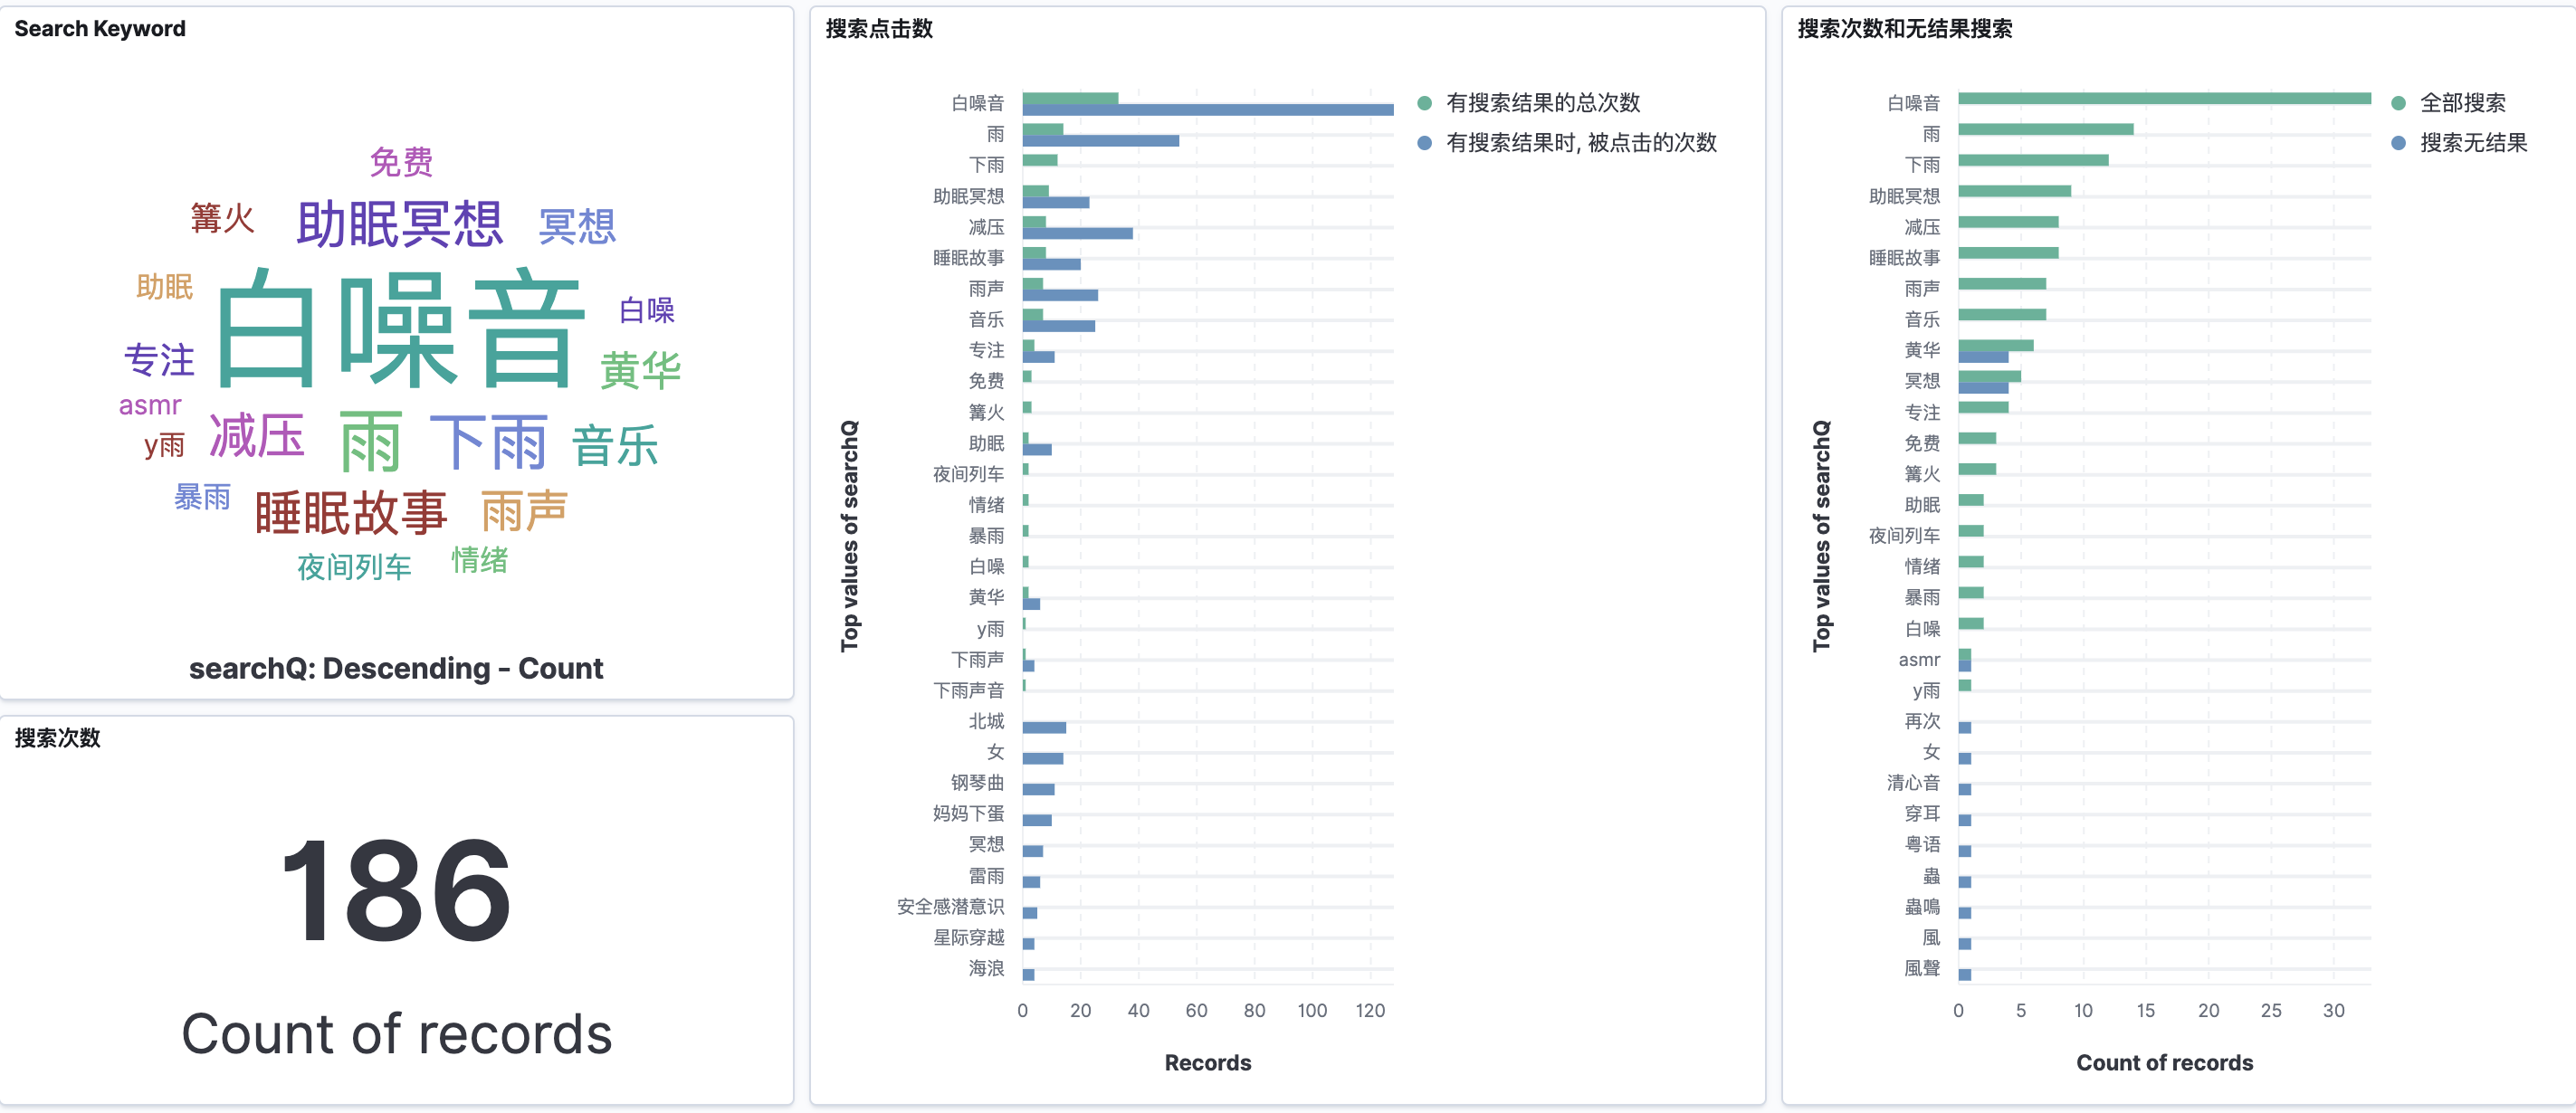 Search Keyword
免费
篝火 助眠冥想 冥想
助眠 白噪音 白噪
专注 黄华
asmr 减压 雨 下雨 音乐
y雨
暴雨 睡眠故事 雨声
夜间列车 情绪
searchQ: Descending - Count
搜索次数
186
Count of records
搜索点击数
有搜索结果的总次数
有搜索结果时, 被点击的次数
Top values of searchQ
白噪音
雨
下雨
助眠冥想
减压
睡眠故事
雨声
音乐
专注
免费
篝火
助眠
夜间列车
情绪
暴雨
白噪
黄华
y雨
下雨声
下雨声音
北城
女
钢琴曲
妈妈下蛋
冥想
雷雨
安全感潜意识
星际穿越
海浪
0 20 40 60 80 100 120
Records
搜索次数和无结果搜索
全部搜索
搜索无结果
Top values of searchQ
白噪音
雨
下雨
助眠冥想
减压
睡眠故事
雨声
音乐
黄华
冥想
专注
免费
篝火
助眠
夜间列车
情绪
暴雨
白噪
asmr
y雨
再次
女
清心音
穿耳
粤语
蟲
蟲鳴
風
風聲
0 5 10 15 20 25 30
Count of records